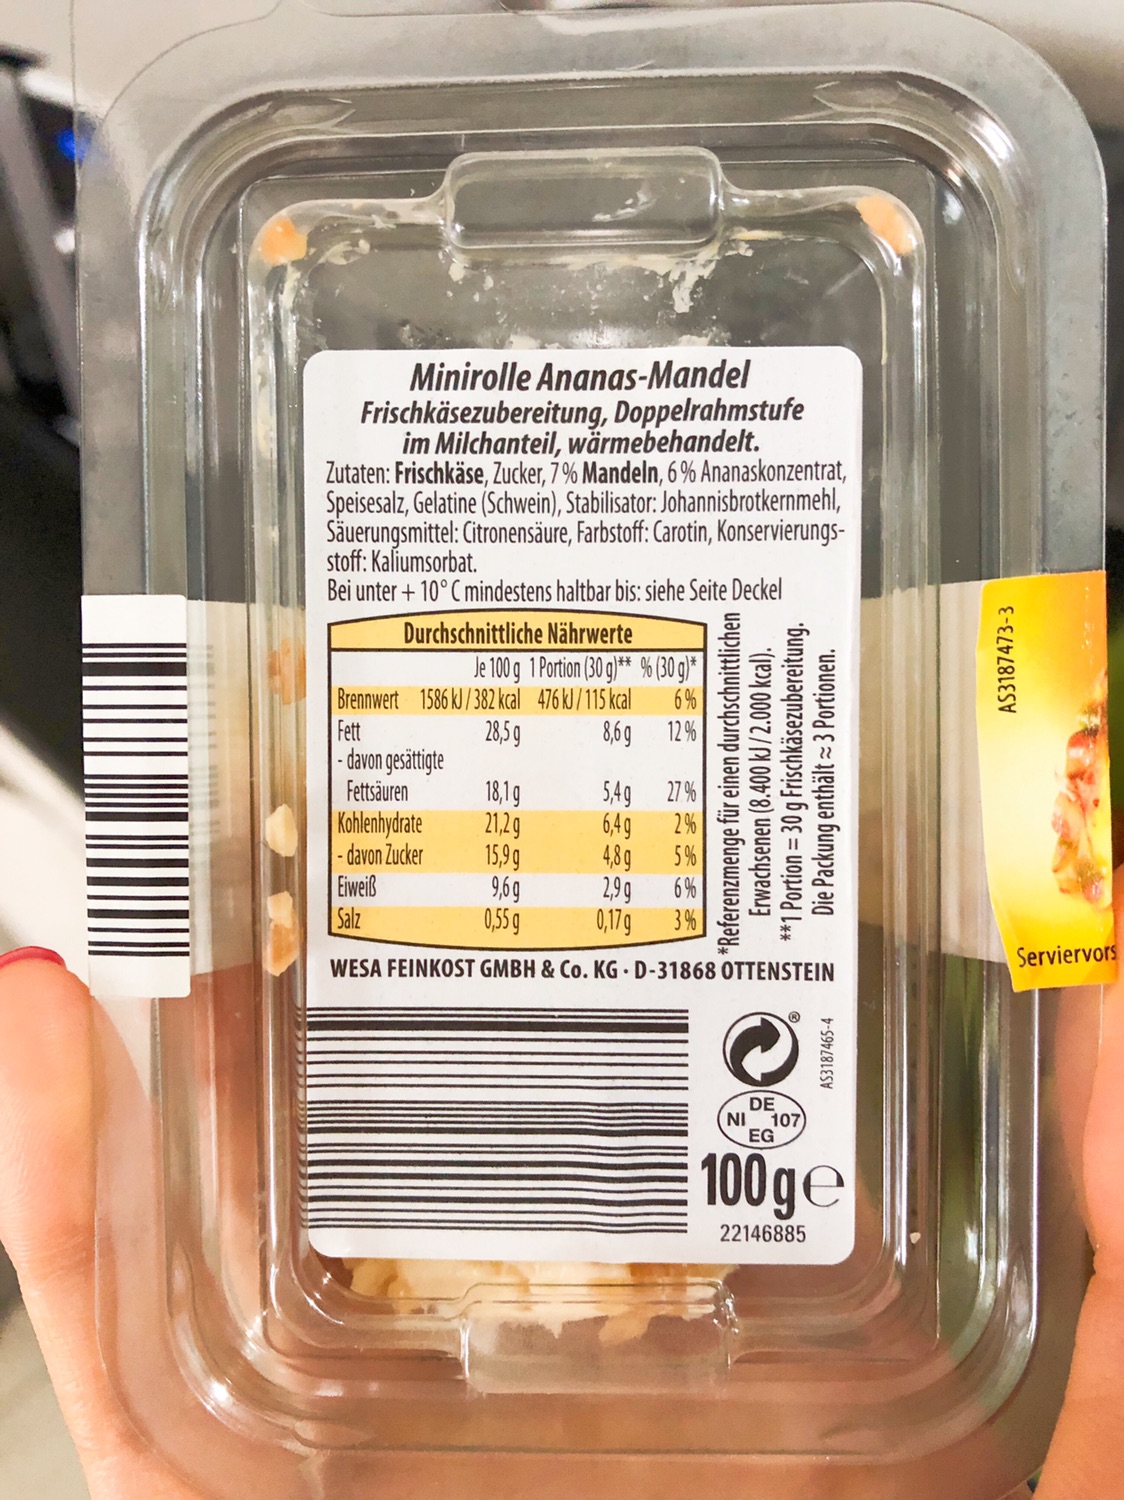 Minirolle Ananas-Mandel
Frischkäsezubereitung, Doppelrahmstufe
im Milchanteil, wärmebehandelt.
Zutaten: Frischkäse, Zucker, 7% Mandeln, 6% Ananaskonzentrat,
Speisesalz, Gelatine (Schwein), Stabilisator: Johannisbrotkernmehl,
Säuerungsmittel: Citronensäure, Farbstoff: Carotin, Konservierungs-
stoff: Kaliumsorbat.
Bei unter + 10° C mindestens haltbar bis: siehe Seite Deckel
Durchschnittliche Nährwerte
Je 100 g 1 Portion (30 g)** % (30 g)*
Brennwert 1586 kJ / 382 kcal 476 kJ / 115 kcal 6 %
Fett 28,5 g 8,6 g 12 %
- davon gesättigte
Fettsäuren 18,1 g 5,4 g 27 %
Kohlenhydrate 21,2 g 6,4 g 2 %
- davon Zucker 15,9 g 4,8 g 5 %
Eiweiß 9,6 g 2,9 g 6 %
Salz 0,55 g 0,17 g 3 %
*Referenzmenge für einen durchschnittlichen
Erwachsenen (8.400 kJ / 2.000 kcal).
**1 Portion = 30 g Frischkäsezubereitung.
Die Packung enthält ≈ 3 Portionen.
WESA FEINKOST GMBH & Co. KG · D-31868 OTTENSTEIN
®
AS3187465-4
DE
NI 107
EG
100 g e
22146885
AS3187473-3
Serviervors